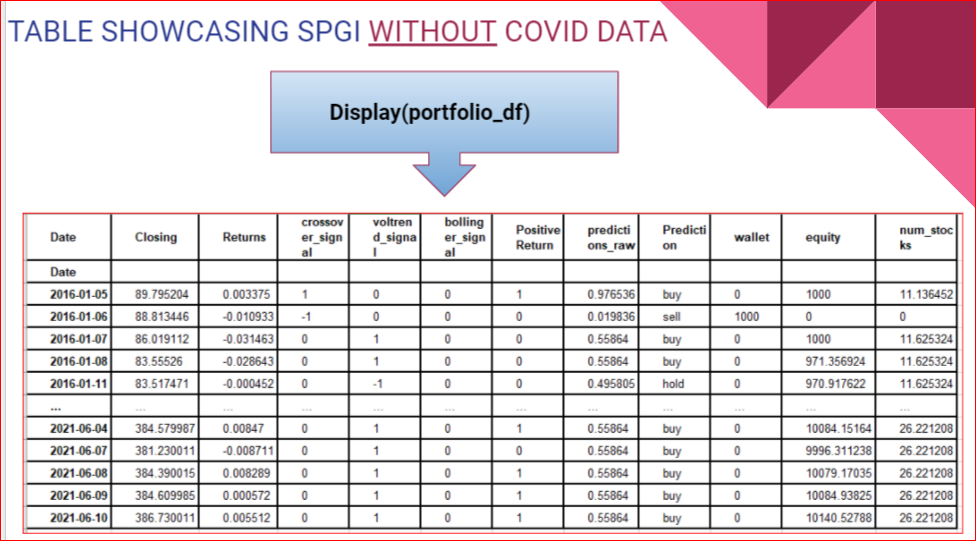 TABLE SHOWCASING SPGI WITHOUT COVID DATA
Display(portfolio_df)
Date Closing Returns crossover_signal voltrend_signal bollinger_signal Positive Return predictions_raw Prediction wallet equity num_stocks
Date
2016-01-05 89.795204 0.003375 1 0 0 1 0.976536 buy 0 1000 11.136452
2016-01-06 88.813446 -0.010933 -1 0 0 0 0.019836 sell 1000 0 0
2016-01-07 86.019112 -0.031463 0 1 0 0 0.55864 buy 0 1000 11.625324
2016-01-08 83.55526 -0.028643 0 1 0 0 0.55864 buy 0 971.356924 11.625324
2016-01-11 83.517471 -0.000452 0 -1 0 0 0.495805 hold 0 970.917622 11.625324
... ... ... ... ... ... ... ... ... ... ... ...
2021-06-04 384.579987 0.00847 0 1 0 1 0.55864 buy 0 10084.15164 26.221208
2021-06-07 381.230011 -0.008711 0 1 0 0 0.55864 buy 0 9996.311238 26.221208
2021-06-08 384.390015 0.008289 0 1 0 1 0.55864 buy 0 10079.17035 26.221208
2021-06-09 384.609985 0.000572 0 1 0 1 0.55864 buy 0 10084.93825 26.221208
2021-06-10 386.730011 0.005512 0 1 0 1 0.55864 buy 0 10140.52788 26.221208